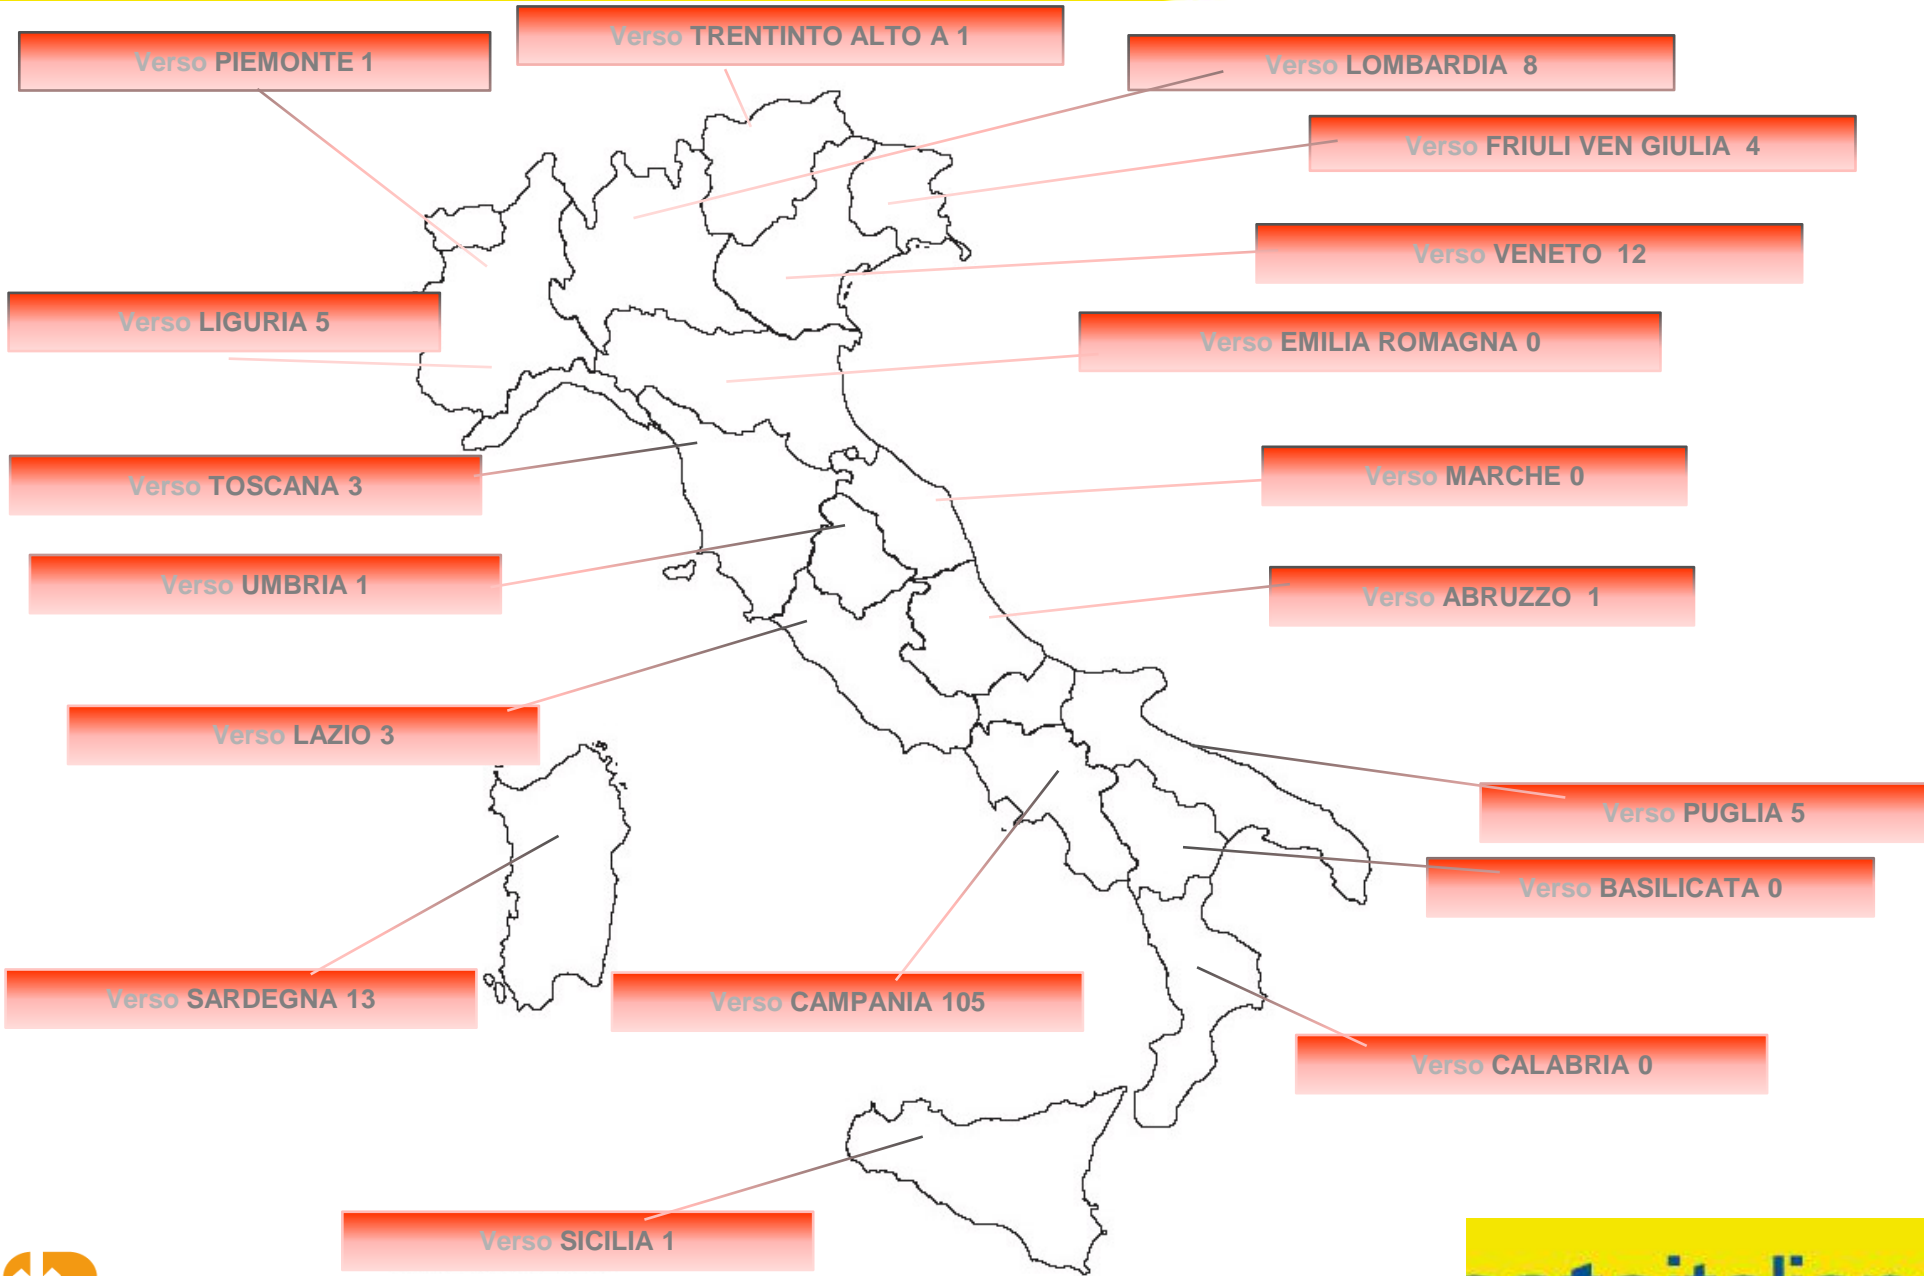 Verso TRENTINTO ALTO A 1
Verso PIEMONTE 1
Verso LOMBARDIA 8
Verso FRIULI VEN GIULIA 4
Verso VENETO 12
Verso LIGURIA 5
Verso EMILIA ROMAGNA 0
Verso MARCHE 0
Verso TOSCANA 3
Verso UMBRIA 1
Verso ABRUZZO 1
Verso LAZIO 3
Verso PUGLIA 5
Verso BASILICATA 0
Verso SARDEGNA 13
Verso CAMPANIA 105
Verso CALABRIA 0
Verso SICILIA 1